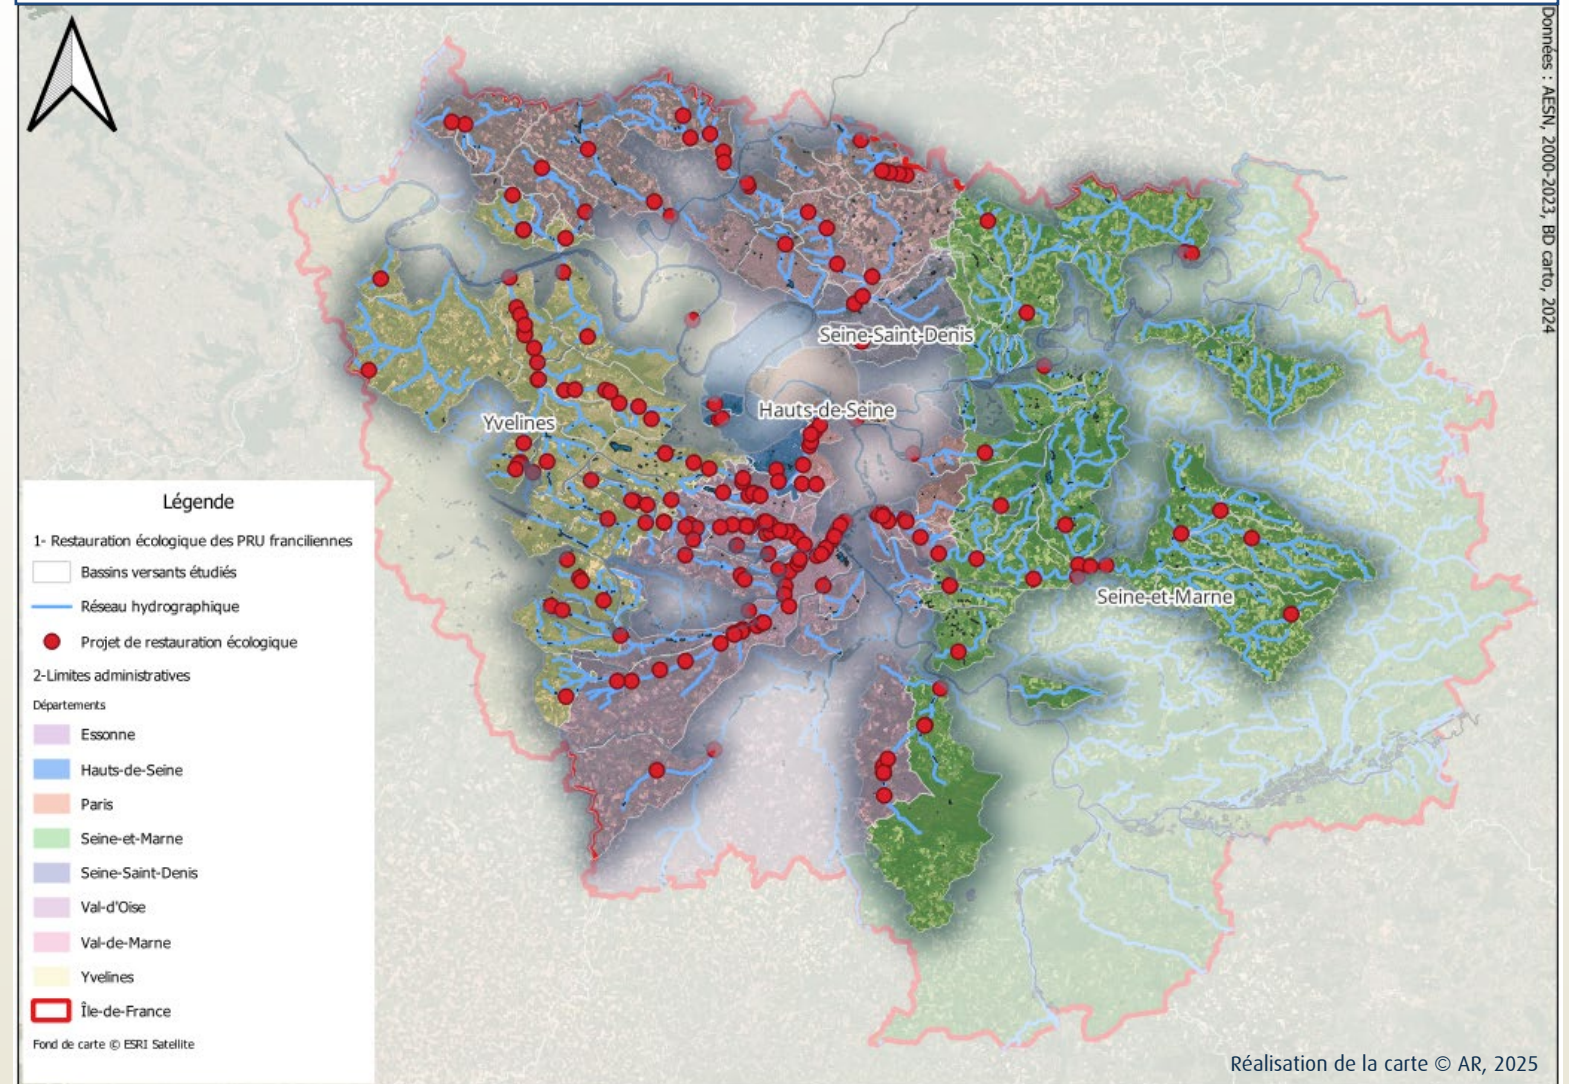 Données : AESN, 2000-2023, BD carto, 2024
Seine-Saint-Denis
Hauts-de-Seine
Yvelines
Seine-et-Marne
Légende
1- Restauration écologique des PRU franciliennes
Bassins versants étudiés
Réseau hydrographique
Projet de restauration écologique
2-Limites administratives
Départements
Essonne
Hauts-de-Seine
Paris
Seine-et-Marne
Seine-Saint-Denis
Val-d'Oise
Val-de-Marne
Yvelines
Île-de-France
Fond de carte © ESRI Satellite
Réalisation de la carte © AR, 2025